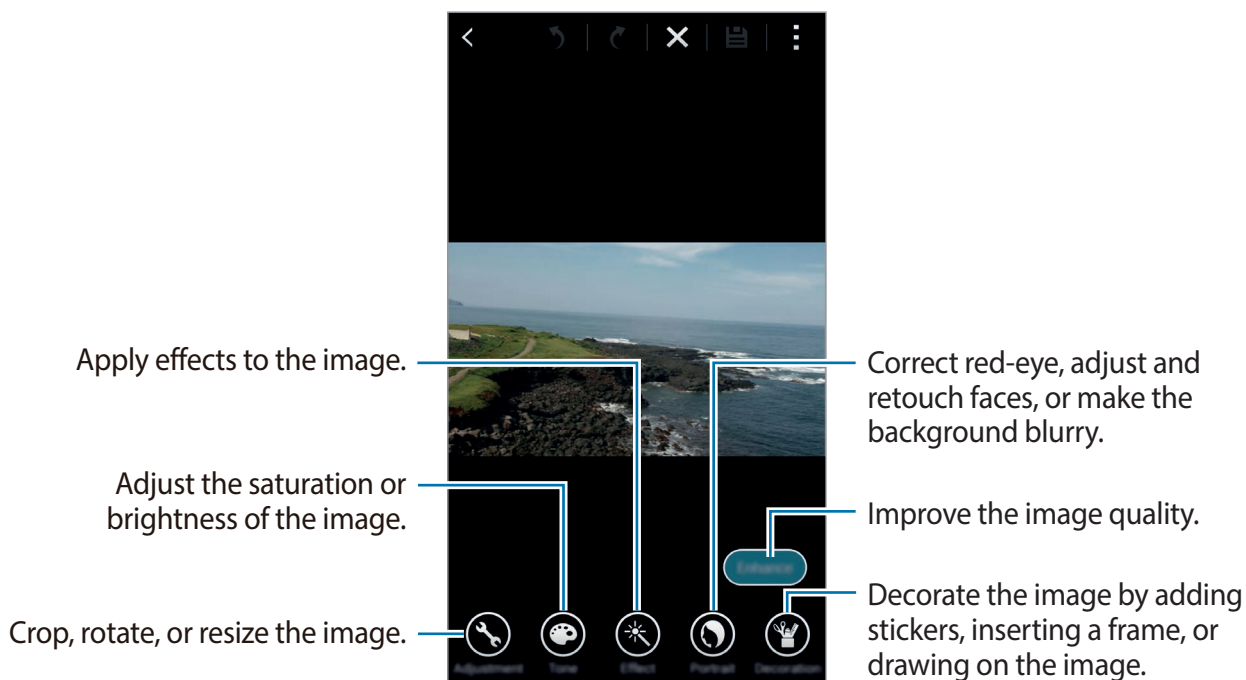 Apply effects to the image.
Adjust the saturation or
brightness of the image.
Crop, rotate, or resize the image.
Correct red-eye, adjust and
retouch faces, or make the
background blurry.
Improve the image quality.
Enhance
Decorate the image by adding
stickers, inserting a frame, or
drawing on the image.
Adjustment Tone Effect Portrait Decoration